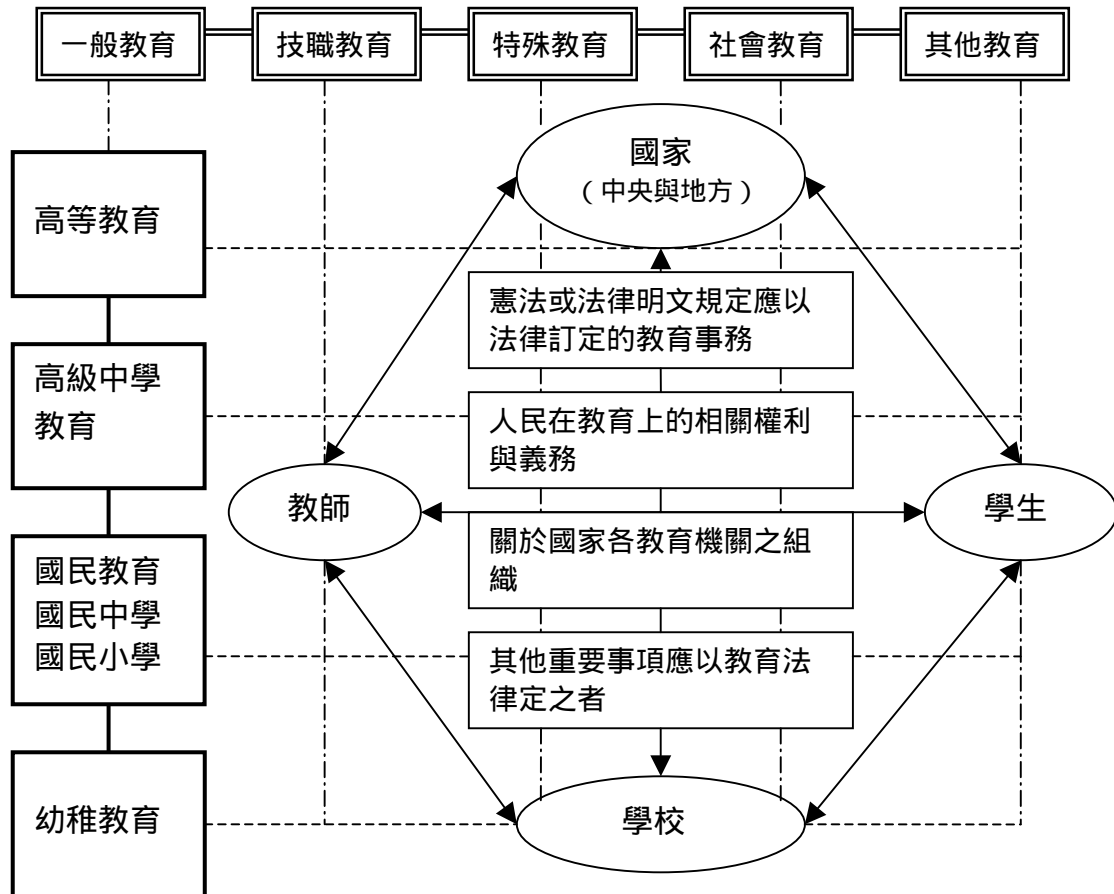 一般教育
技職教育
特殊教育
社會教育
其他教育
國家
（中央與地方）
高等教育
憲法或法律明文規定應以
法律訂定的教育事務
高級中學
教育
人民在教育上的相關權利
與義務
教師
學生
關於國家各教育機關之組
織
國民教育
國民中學
國民小學
其他重要事項應以教育法
律定之者
幼稚教育
學校